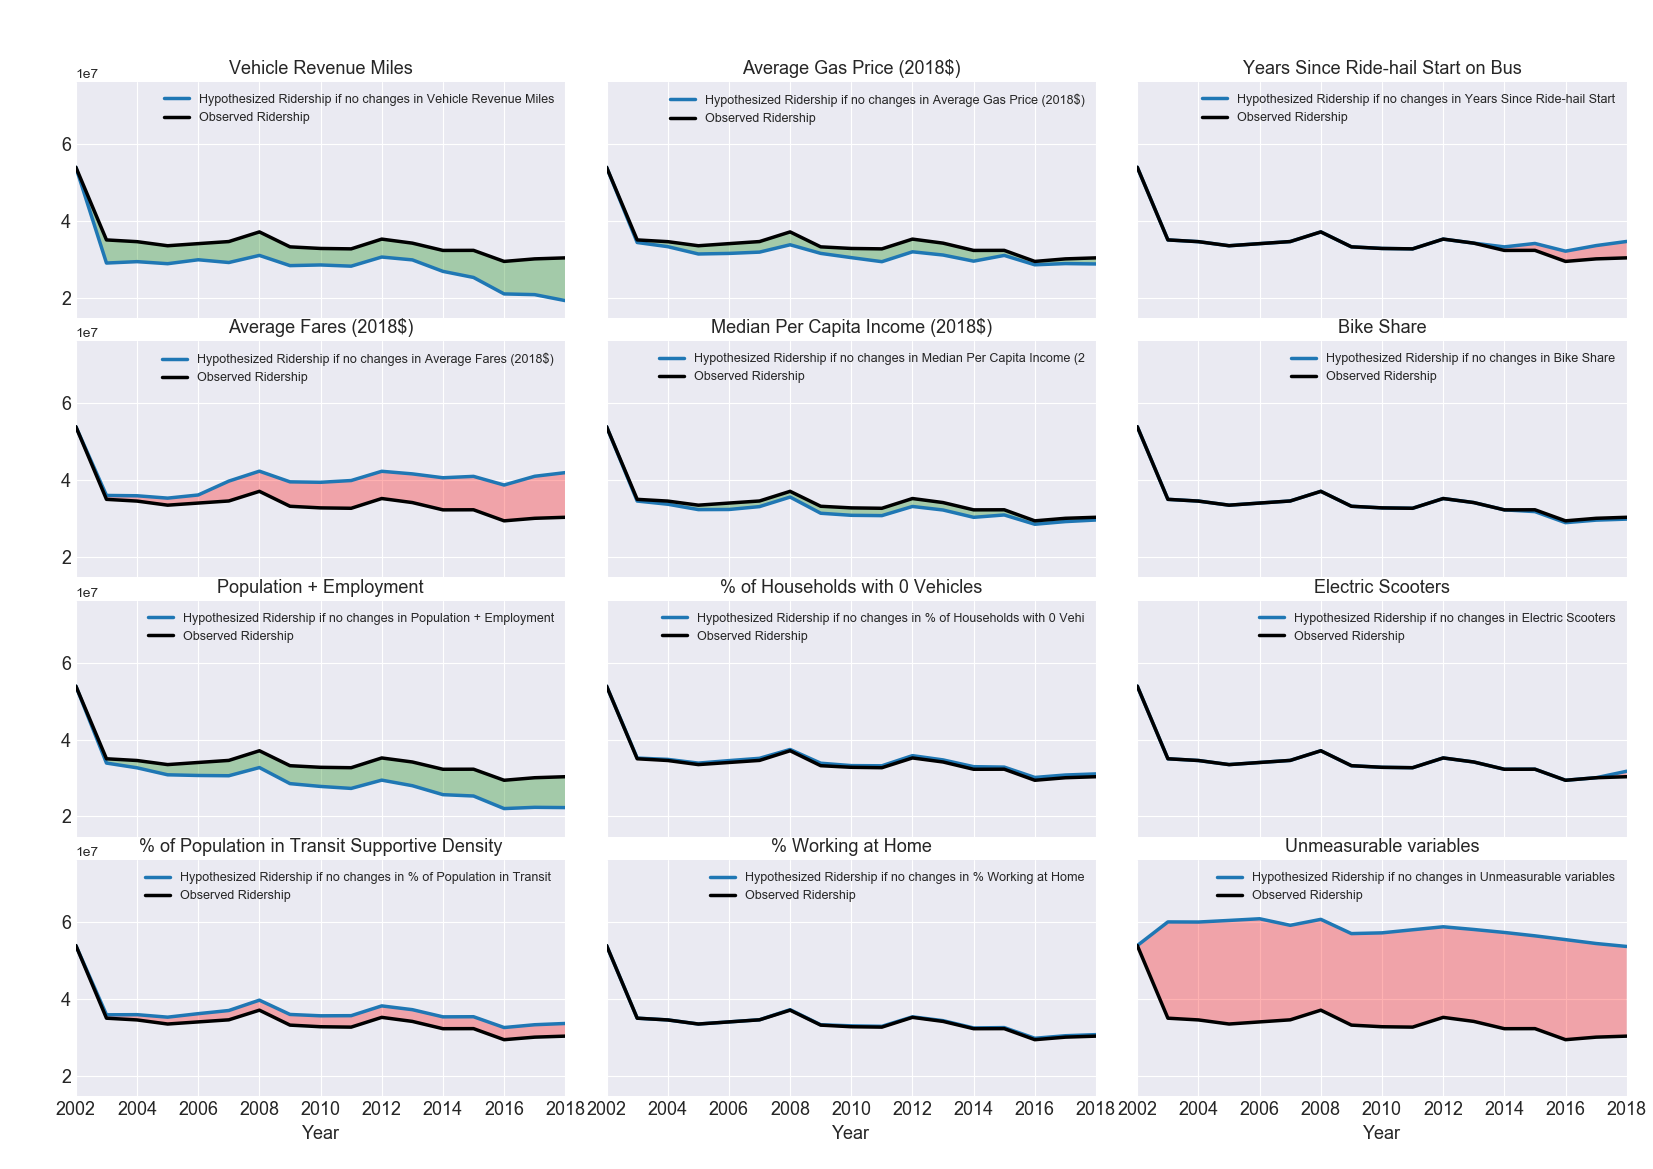 Vehicle Revenue Miles
1e7
Hypothesized Ridership if no changes in Vehicle Revenue Miles
Observed Ridership
6
4
2
Average Gas Price (2018$)
Hypothesized Ridership if no changes in Average Gas Price (2018$)
Observed Ridership
Years Since Ride-hail Start on Bus
Hypothesized Ridership if no changes in Years Since Ride-hail Start
Observed Ridership
Average Fares (2018$)
1e7
Hypothesized Ridership if no changes in Average Fares (2018$)
Observed Ridership
6
4
2
Median Per Capita Income (2018$)
Hypothesized Ridership if no changes in Median Per Capita Income (2
Observed Ridership
Bike Share
Hypothesized Ridership if no changes in Bike Share
Observed Ridership
Population + Employment
1e7
Hypothesized Ridership if no changes in Population + Employment
Observed Ridership
6
4
2
% of Households with 0 Vehicles
Hypothesized Ridership if no changes in % of Households with 0 Vehi
Observed Ridership
Electric Scooters
Hypothesized Ridership if no changes in Electric Scooters
Observed Ridership
% of Population in Transit Supportive Density
1e7
Hypothesized Ridership if no changes in % of Population in Transit
Observed Ridership
6
4
2
2002 2004 2006 2008 2010 2012 2014 2016 2018
Year
% Working at Home
Hypothesized Ridership if no changes in % Working at Home
Observed Ridership
2002 2004 2006 2008 2010 2012 2014 2016 2018
Year
Unmeasurable variables
Hypothesized Ridership if no changes in Unmeasurable variables
Observed Ridership
2002 2004 2006 2008 2010 2012 2014 2016 2018
Year